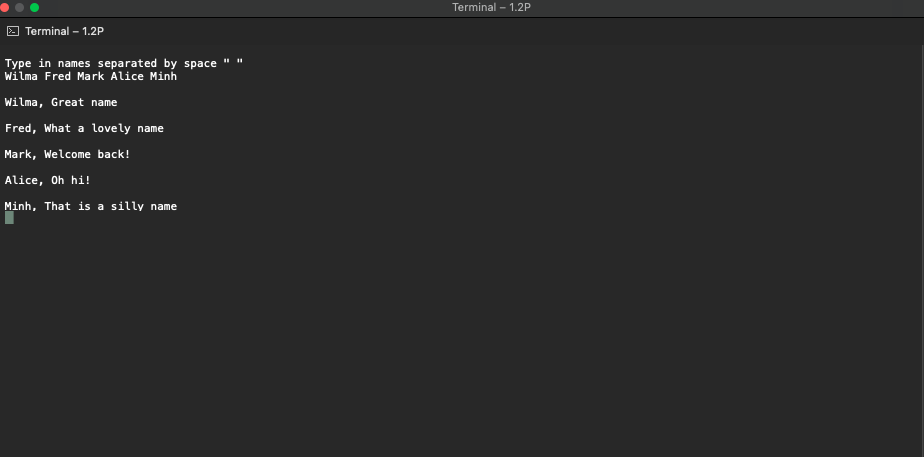 Terminal – 1.2P
Terminal – 1.2P
Type in names separated by space " "
Wilma Fred Mark Alice Minh
Wilma, Great name
Fred, What a lovely name
Mark, Welcome back!
Alice, Oh hi!
Minh, That is a silly name